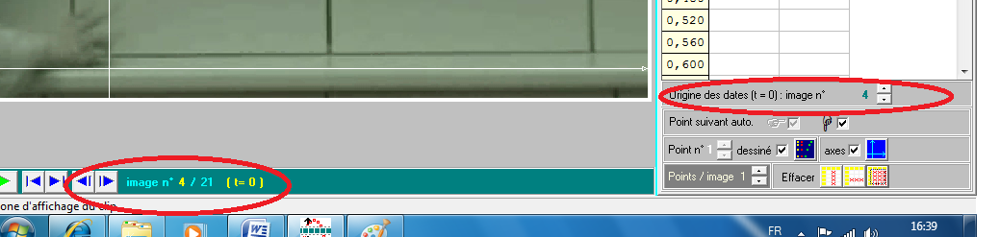 0,520
0,560
0,600
Origine des dates (t = 0) : image n° 4
Point suivant auto.
Point n° 1 dessiné axes
Points / image 1 Effacer
image n° 4 / 21 ( t= 0 )
one d'affichage du clip
FR 16:39